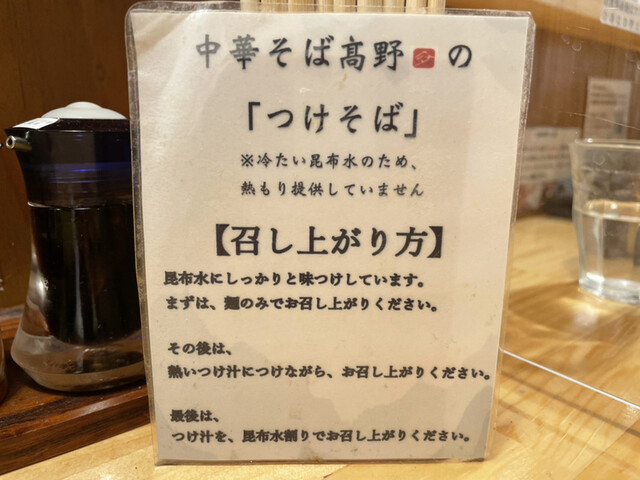 中華そば髙野の
「つけそば」
※冷たい昆布水のため、
熱もり提供していません
【召し上がり方】
昆布水にしっかりと味つけしています。
まずは、麺のみでお召し上がりください。
その後は、
熱いつけ汁につけながら、お召し上がりください。
最後は、
つけ汁を、昆布水割りでお召し上がりください。